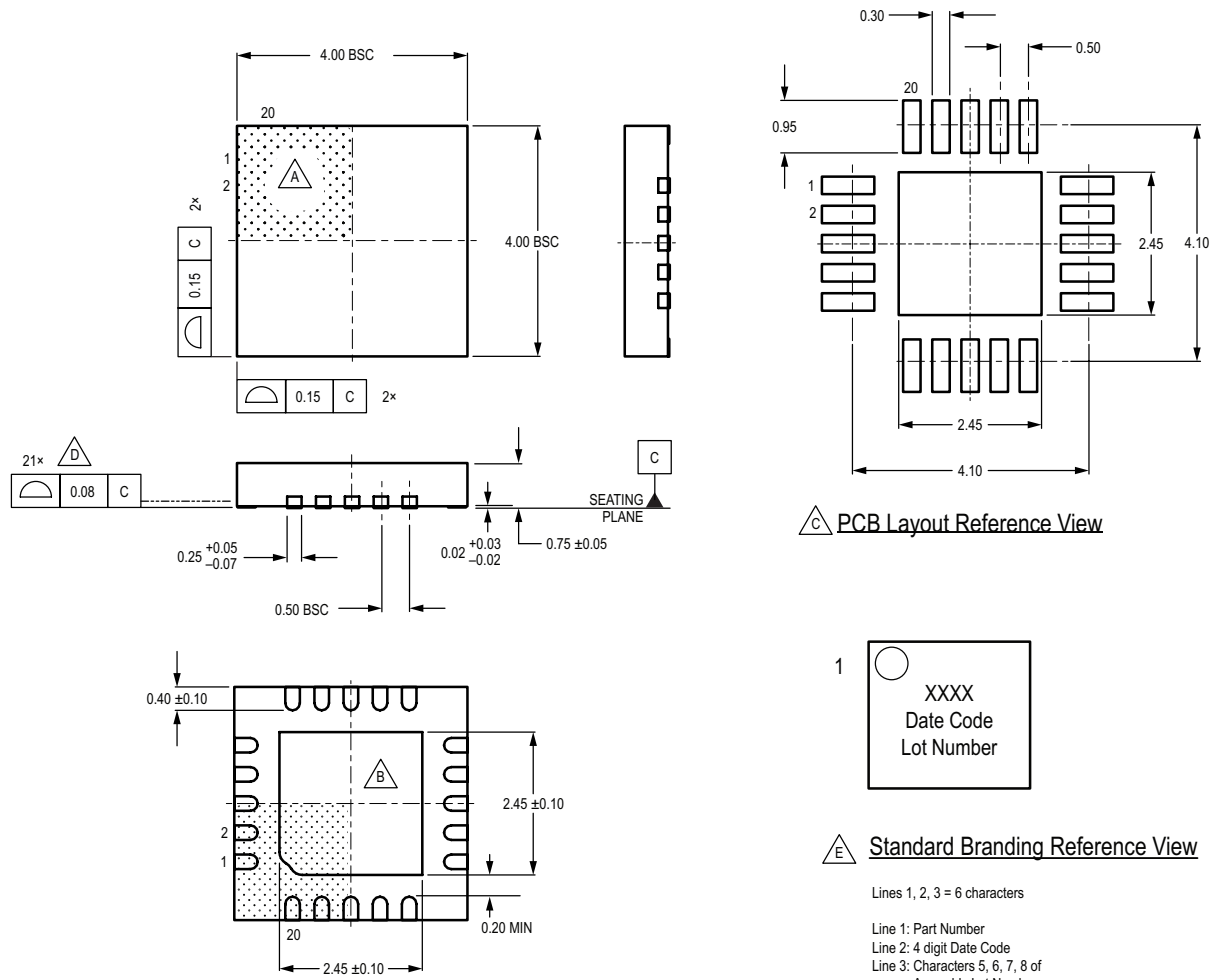 4.00 BSC
20
1
2
A
4.00 BSC
2×
0.15 C
0.15 C 2×
0.30
0.50
20
0.95
1
2
2.45
4.10
2.45
4.10
C PCB Layout Reference View
21× D
0.08 C
C
SEATING
PLANE
0.25 +0.05 –0.07
0.02 +0.03 –0.02
0.75 ±0.05
0.50 BSC
0.40 ±0.10
B
2.45 ±0.10
2
1
20
0.20 MIN
2.45 ±0.10
1
XXXX
Date Code
Lot Number
E Standard Branding Reference View
Lines 1, 2, 3 = 6 characters
Line 1: Part Number
Line 2: 4 digit Date Code
Line 3: Characters 5, 6, 7, 8 of